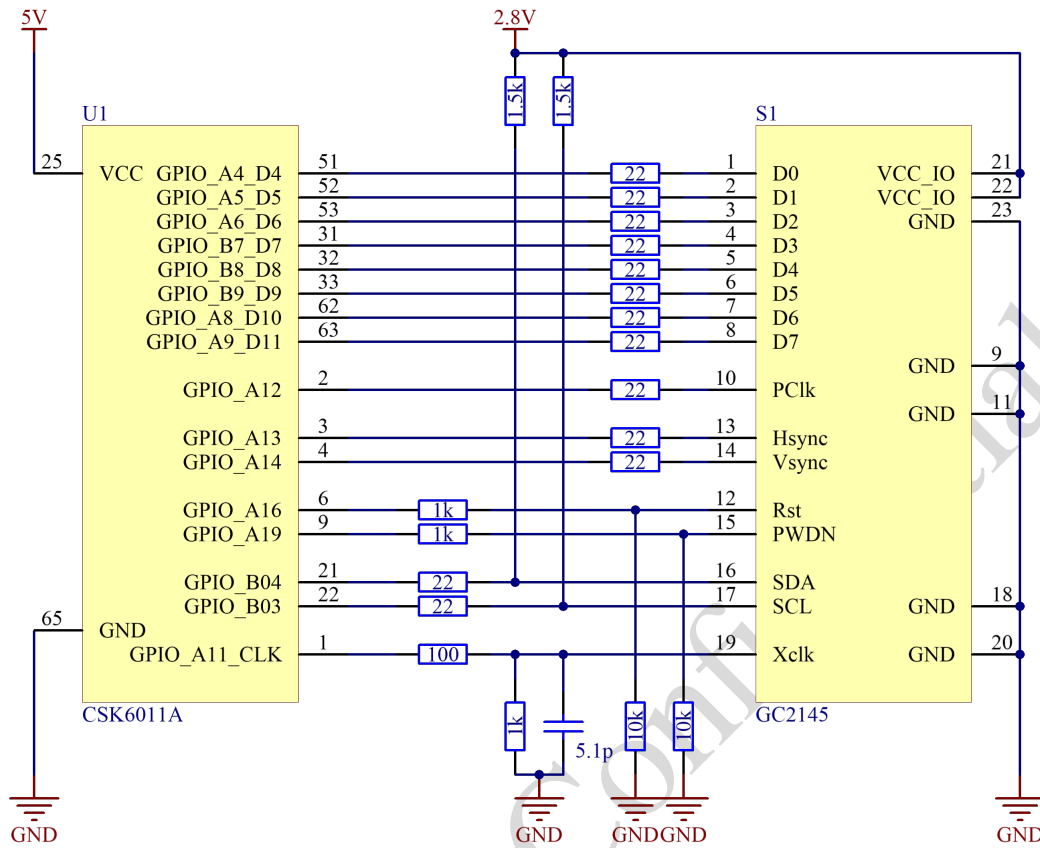 5V
2.8V
1.5k
1.5k
U1
S1
25 VCC GPIO_A4_D4 51 22 1 D0 VCC_IO 21
GPIO_A5_D5 52 22 2 D1 VCC_IO 22
GPIO_A6_D6 53 22 3 D2 GND 23
GPIO_B7_D7 31 22 4 D3
GPIO_B8_D8 32 22 5 D4
GPIO_B9_D9 33 22 6 D5
GPIO_A8_D10 62 22 7 D6
GPIO_A9_D11 63 22 8 D7
GND 9
GPIO_A12 2 22 10 PClk
GND 11
GPIO_A13 3 22 13 Hsync
GPIO_A14 4 22 14 Vsync
GPIO_A16 6 1k 12 Rst
GPIO_A19 9 1k 15 PWDN
GPIO_B04 21 22 16 SDA
GPIO_B03 22 22 17 SCL GND 18
65 GND
GPIO_A11_CLK 1 100 19 Xclk GND 20
CSK6011A
GC2145
1k
5.1p
10k
10k
GND
GND
GND
GND
GND